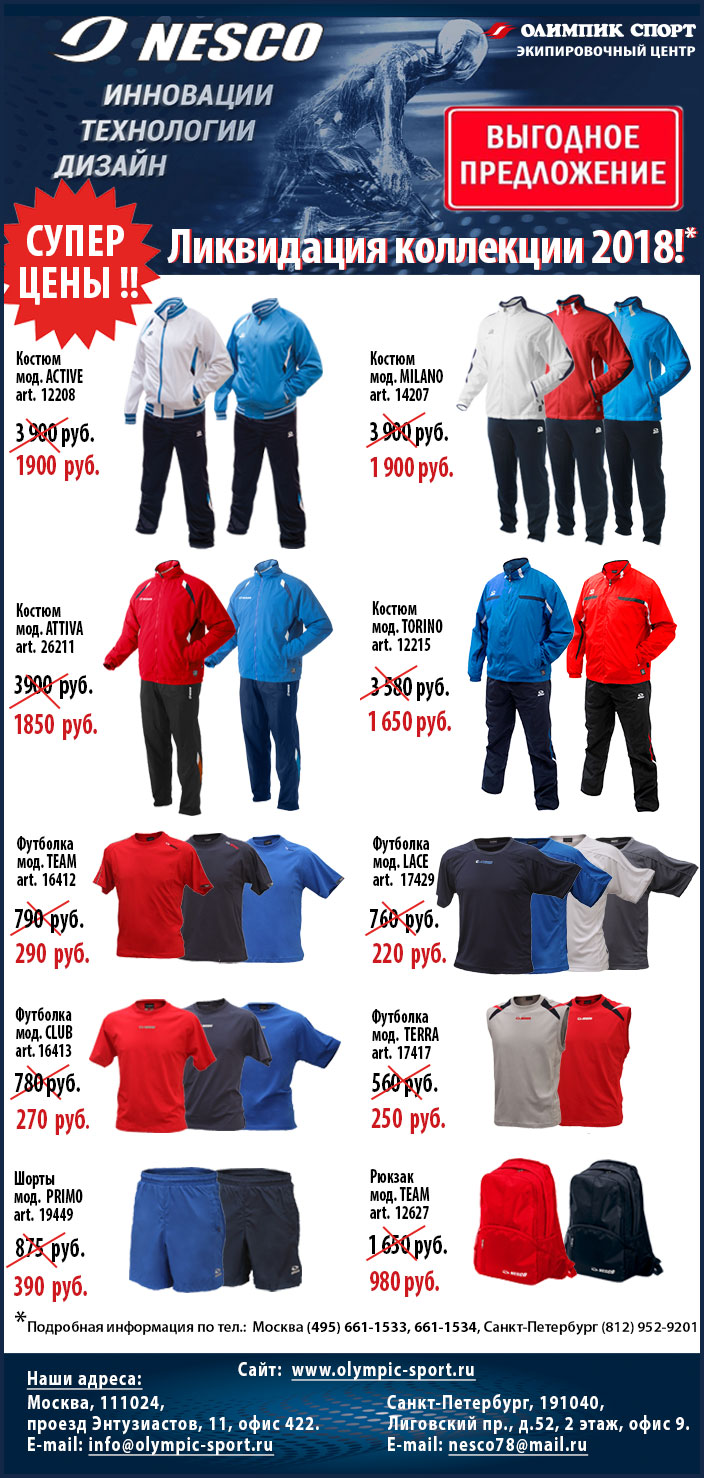 NESCO
ОЛИМПИК СПОРТ
ЭКИПИРОВОЧНЫЙ ЦЕНТР
ИННОВАЦИИ
ТЕХНОЛОГИИ
ДИЗАЙН
ВЫГОДНОЕ
ПРЕДЛОЖЕНИЕ
СУПЕР
ЦЕНЫ !!
Ликвидация коллекции 2018!*
Костюм
мод. ACTIVE
art. 12208
3 900 руб.
1900 руб.
Костюм
мод. MILANO
art. 14207
3 900 руб.
1 900 руб.
Костюм
мод. ATTIVA
art. 26211
3900 руб.
1850 руб.
Костюм
мод. TORINO
art. 12215
3 580 руб.
1 650 руб.
Футболка
мод. TEAM
art. 16412
790 руб.
290 руб.
Футболка
мод. LACE
art. 17429
760 руб.
220 руб.
Футболка
мод. CLUB
art. 16413
780 руб.
270 руб.
Футболка
мод. TERRA
art. 17417
560 руб.
250 руб.
Шорты
мод. PRIMO
art. 19449
875 руб.
390 руб.
Рюкзак
мод. TEAM
art. 12627
1 650 руб.
980 руб.
NESCO
NESCO
*Подробная информация по тел.: Москва (495) 661-1533, 661-1534, Санкт-Петербург (812) 952-9201
Сайт: www.olympic-sport.ru
Наши адреса:
Москва, 111024,
проезд Энтузиастов, 11, офис 422.
E-mail: info@olympic-sport.ru
Санкт-Петербург, 191040,
Лиговский пр., д.52, 2 этаж, офис 9.
E-mail: nesco78@mail.ru